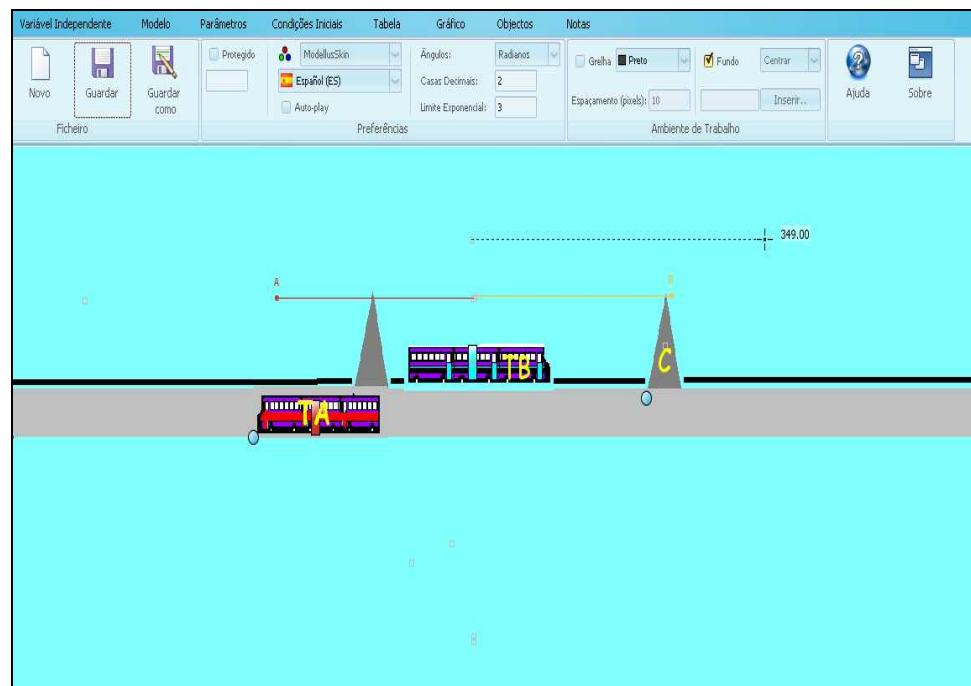 Variável Independente Modelo Parâmetros Condições Iniciais Tabela Gráfico Objectos Notas
Novo
Guardar
Guardar como
Ficheiro
Protegido
ModellusSkin
Español (ES)
Auto-play
Ângulos: Radianos
Casas Decimais: 2
Limite Exponencial: 3
Preferências
Grelha Preto
Fundo Centrar
Espaçamento (pixels): 10
Inserir...
Ambiente de Trabalho
Ajuda
Sobre
349.00
A
TB
C
TA